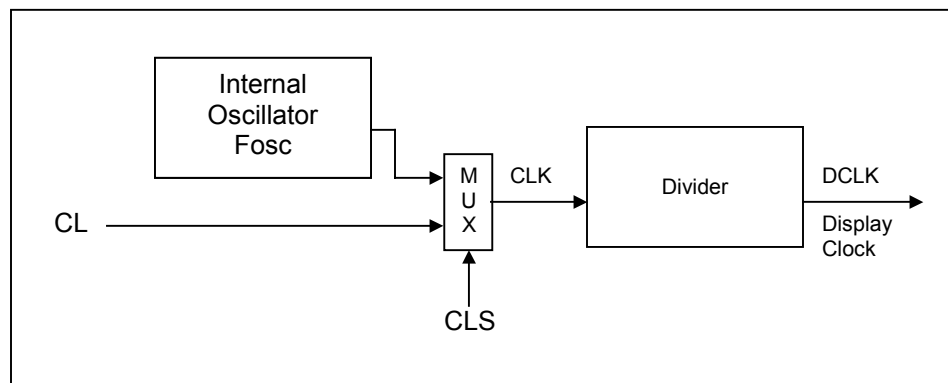 Internal
Oscillator
Fosc
M
U
X
CLK
Divider
DCLK
Display
Clock
CL
CLS